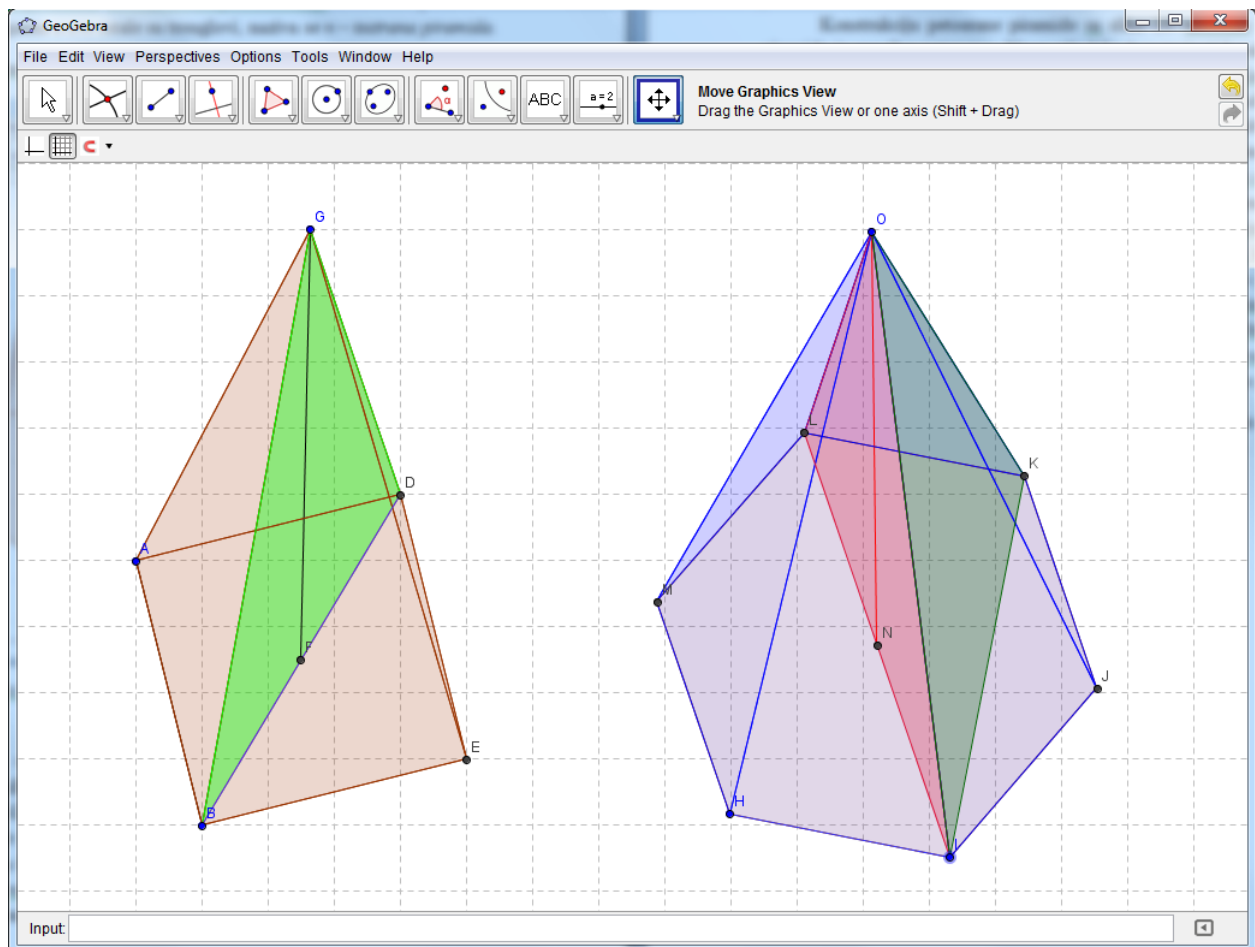 GeoGebra
File Edit View Perspectives Options Tools Window Help
ABC
a=2
α
Move Graphics View
Drag the Graphics View or one axis (Shift + Drag)
G
O
L
K
D
A
M
N
F
J
E
H
B
I
Input: